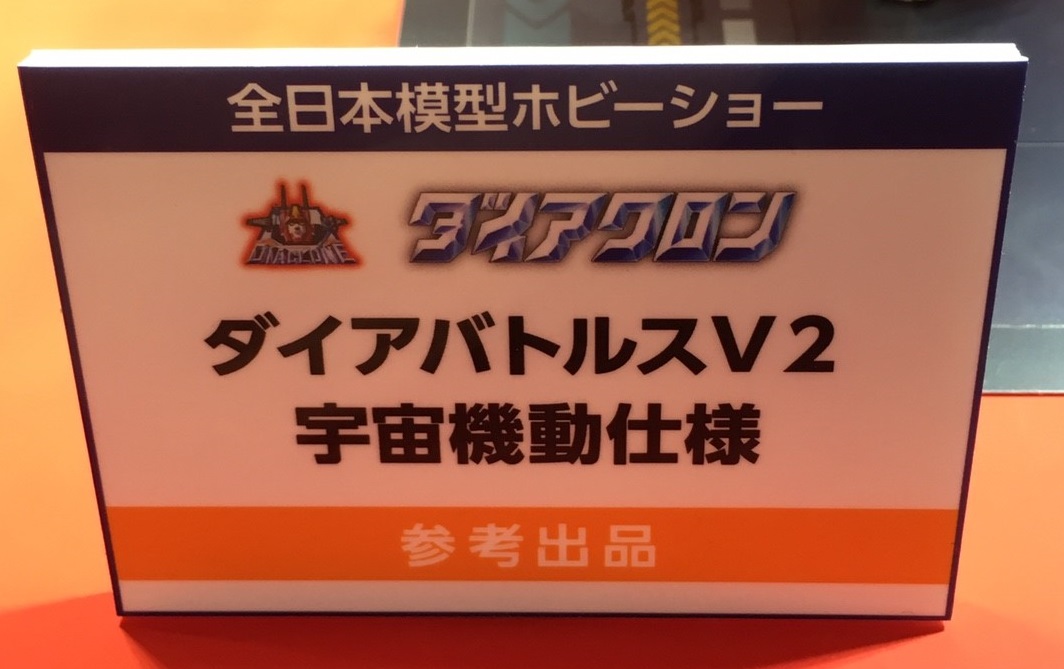 全日本模型ホビーショー
DIACLONE ダイアクロン
ダイアバトルスV2
宇宙機動仕様
参考出品